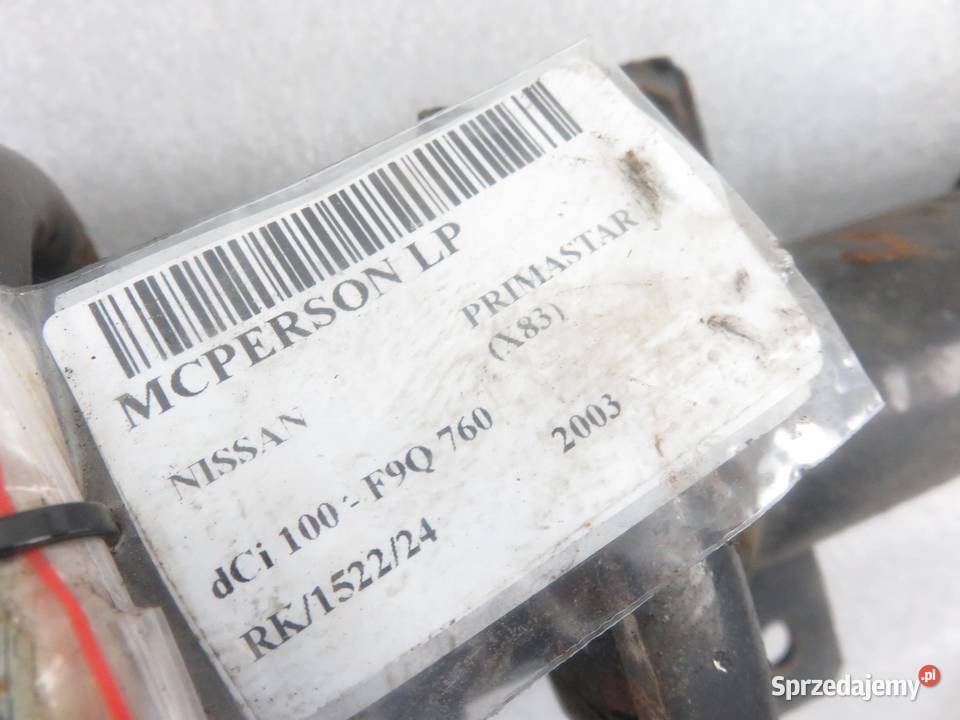 MCPERSON LP
NISSAN PRIMASTAR
(X83)
dCi 100 - F9Q 760 2003
RK/1522/24
Sprzedajemy.pl